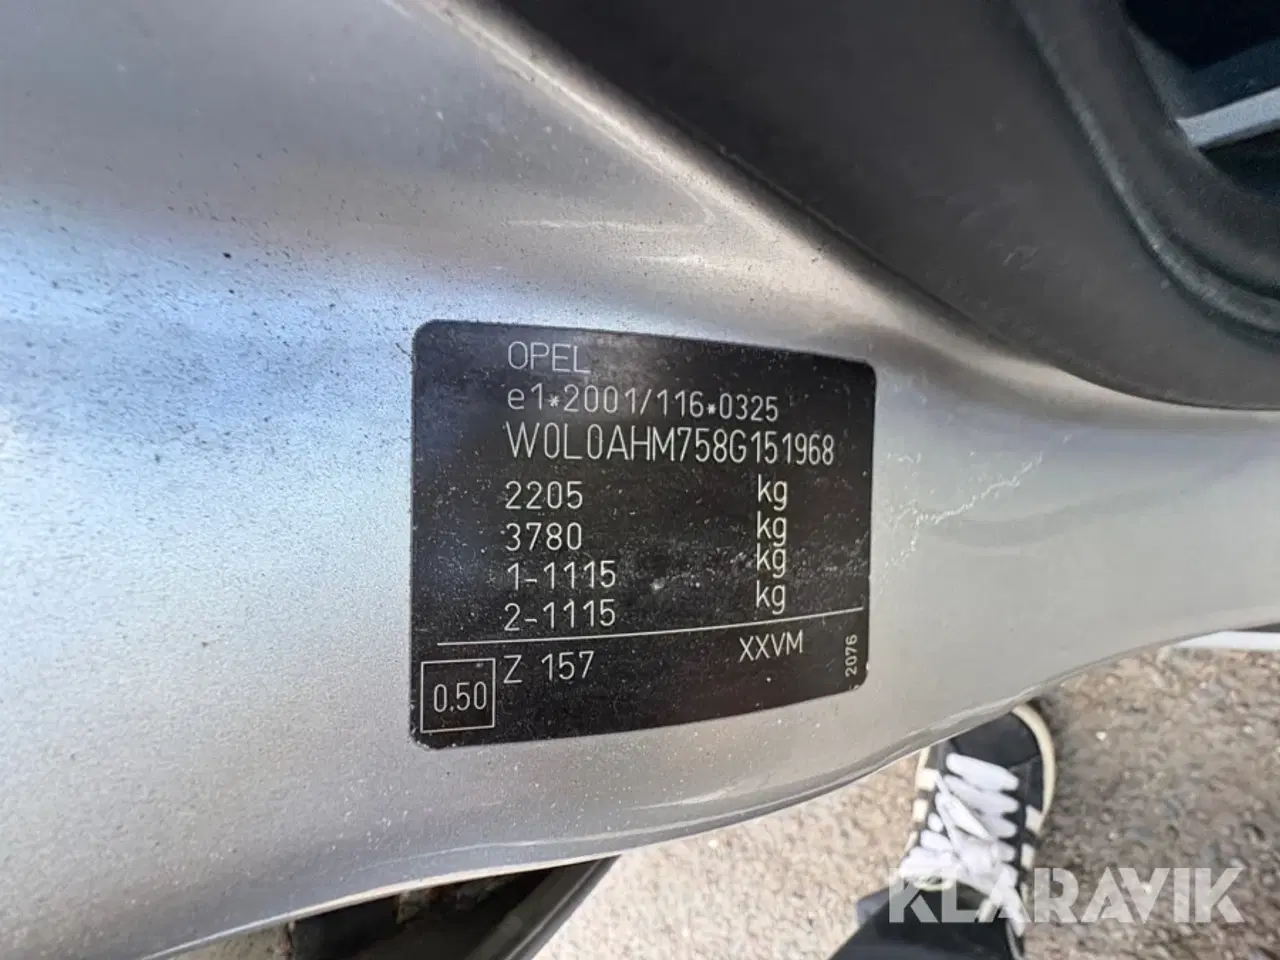 OPEL
e1*2001/116*0325
W0L0AHM758G151968
2205 kg
3780 kg
1-1115 kg
2-1115 kg
0.50 Z 157 XXVM 2076
KLARAVIK